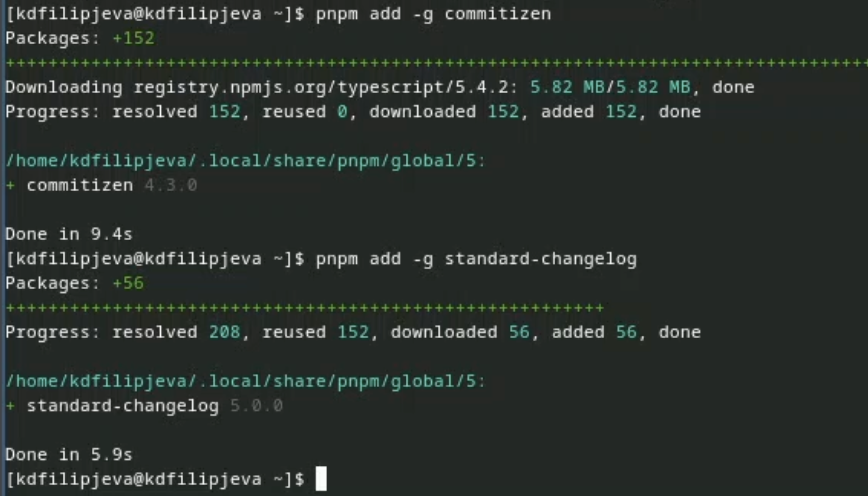 [kdfilipjeva@kdfilipjeva ~]$ pnpm add -g commitizen
Packages: +152
++++++++++++++++++++++++++++++++++++++++++++++++++++++++++++++++++++++++++++++++
Downloading registry.npmjs.org/typescript/5.4.2: 5.82 MB/5.82 MB, done
Progress: resolved 152, reused 0, downloaded 152, added 152, done
/home/kdfilipjeva/.local/share/pnpm/global/5:
+ commitizen 4.3.0
Done in 9.4s
[kdfilipjeva@kdfilipjeva ~]$ pnpm add -g standard-changelog
Packages: +56
++++++++++++++++++++++++++++++++++++++++++++++++++++++++
Progress: resolved 208, reused 152, downloaded 56, added 56, done
/home/kdfilipjeva/.local/share/pnpm/global/5:
+ standard-changelog 5.0.0
Done in 5.9s
[kdfilipjeva@kdfilipjeva ~]$